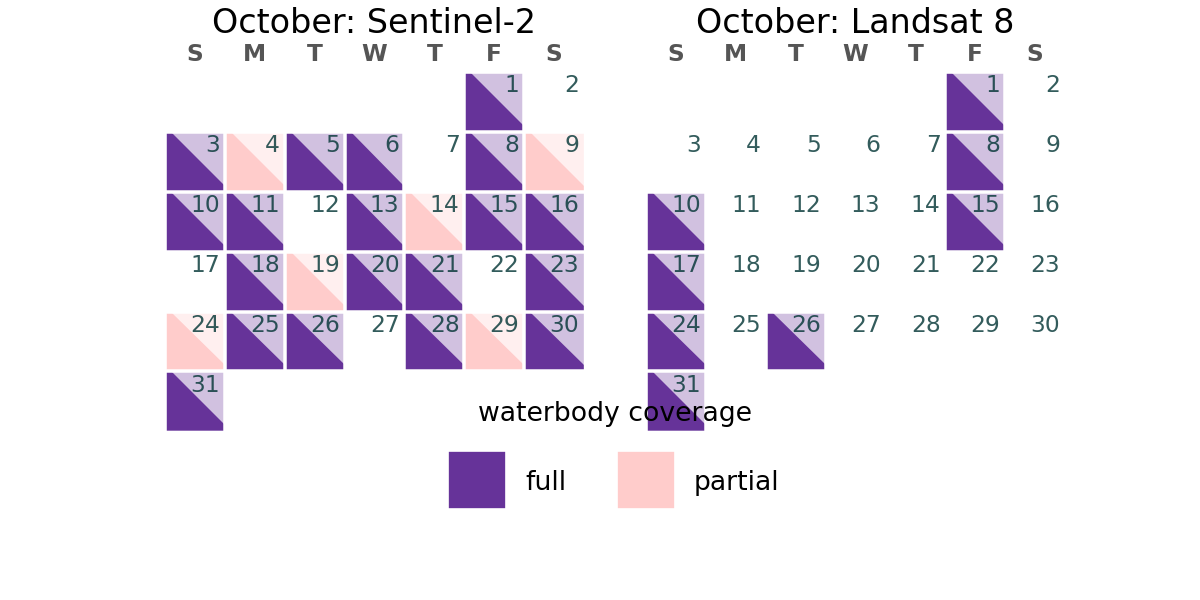 October: Sentinel-2
S M T W T F S
1 2
3 4 5 6 7 8 9
10 11 12 13 14 15 16
17 18 19 20 21 22 23
24 25 26 27 28 29 30
31
October: Landsat 8
S M T W T F S
1 2
3 4 5 6 7 8 9
10 11 12 13 14 15 16
17 18 19 20 21 22 23
24 25 26 27 28 29 30
31
waterbody coverage
full
partial